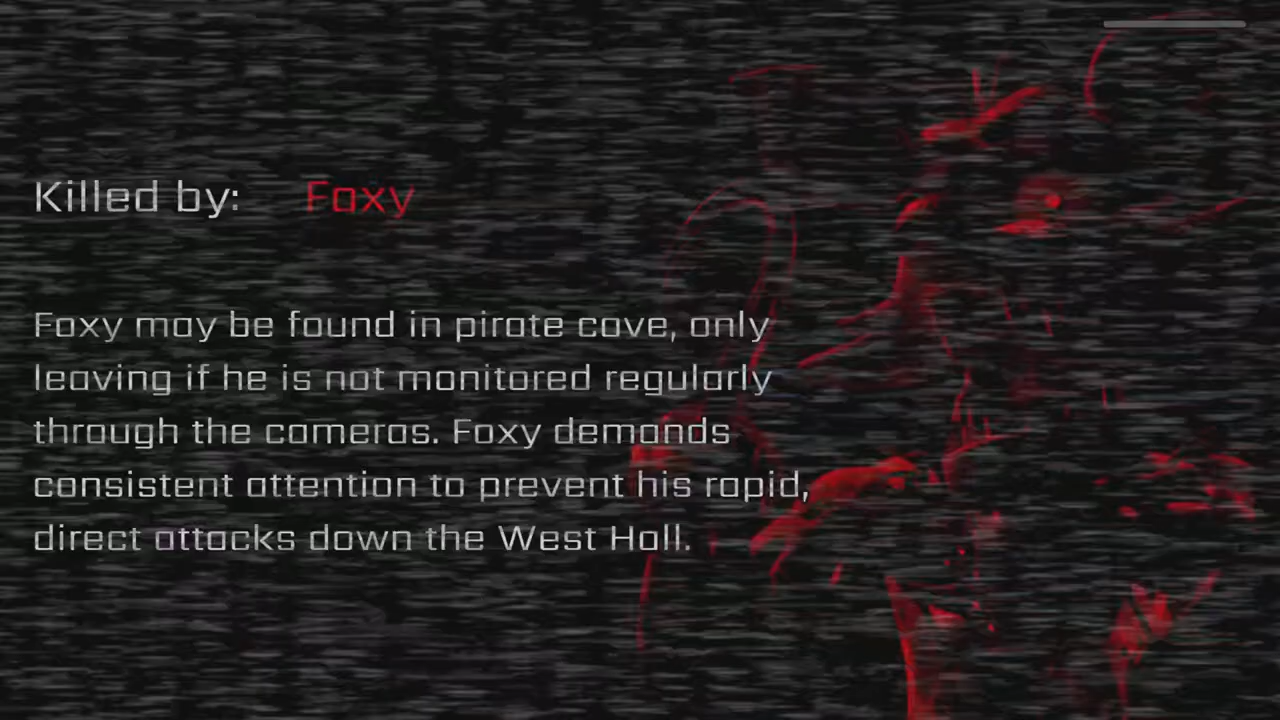 Killed by: Foxy
Foxy may be found in pirate cove, only
leaving if he is not monitored regularly
through the cameras. Foxy demands
consistent attention to prevent his rapid,
direct attacks down the West Hall.